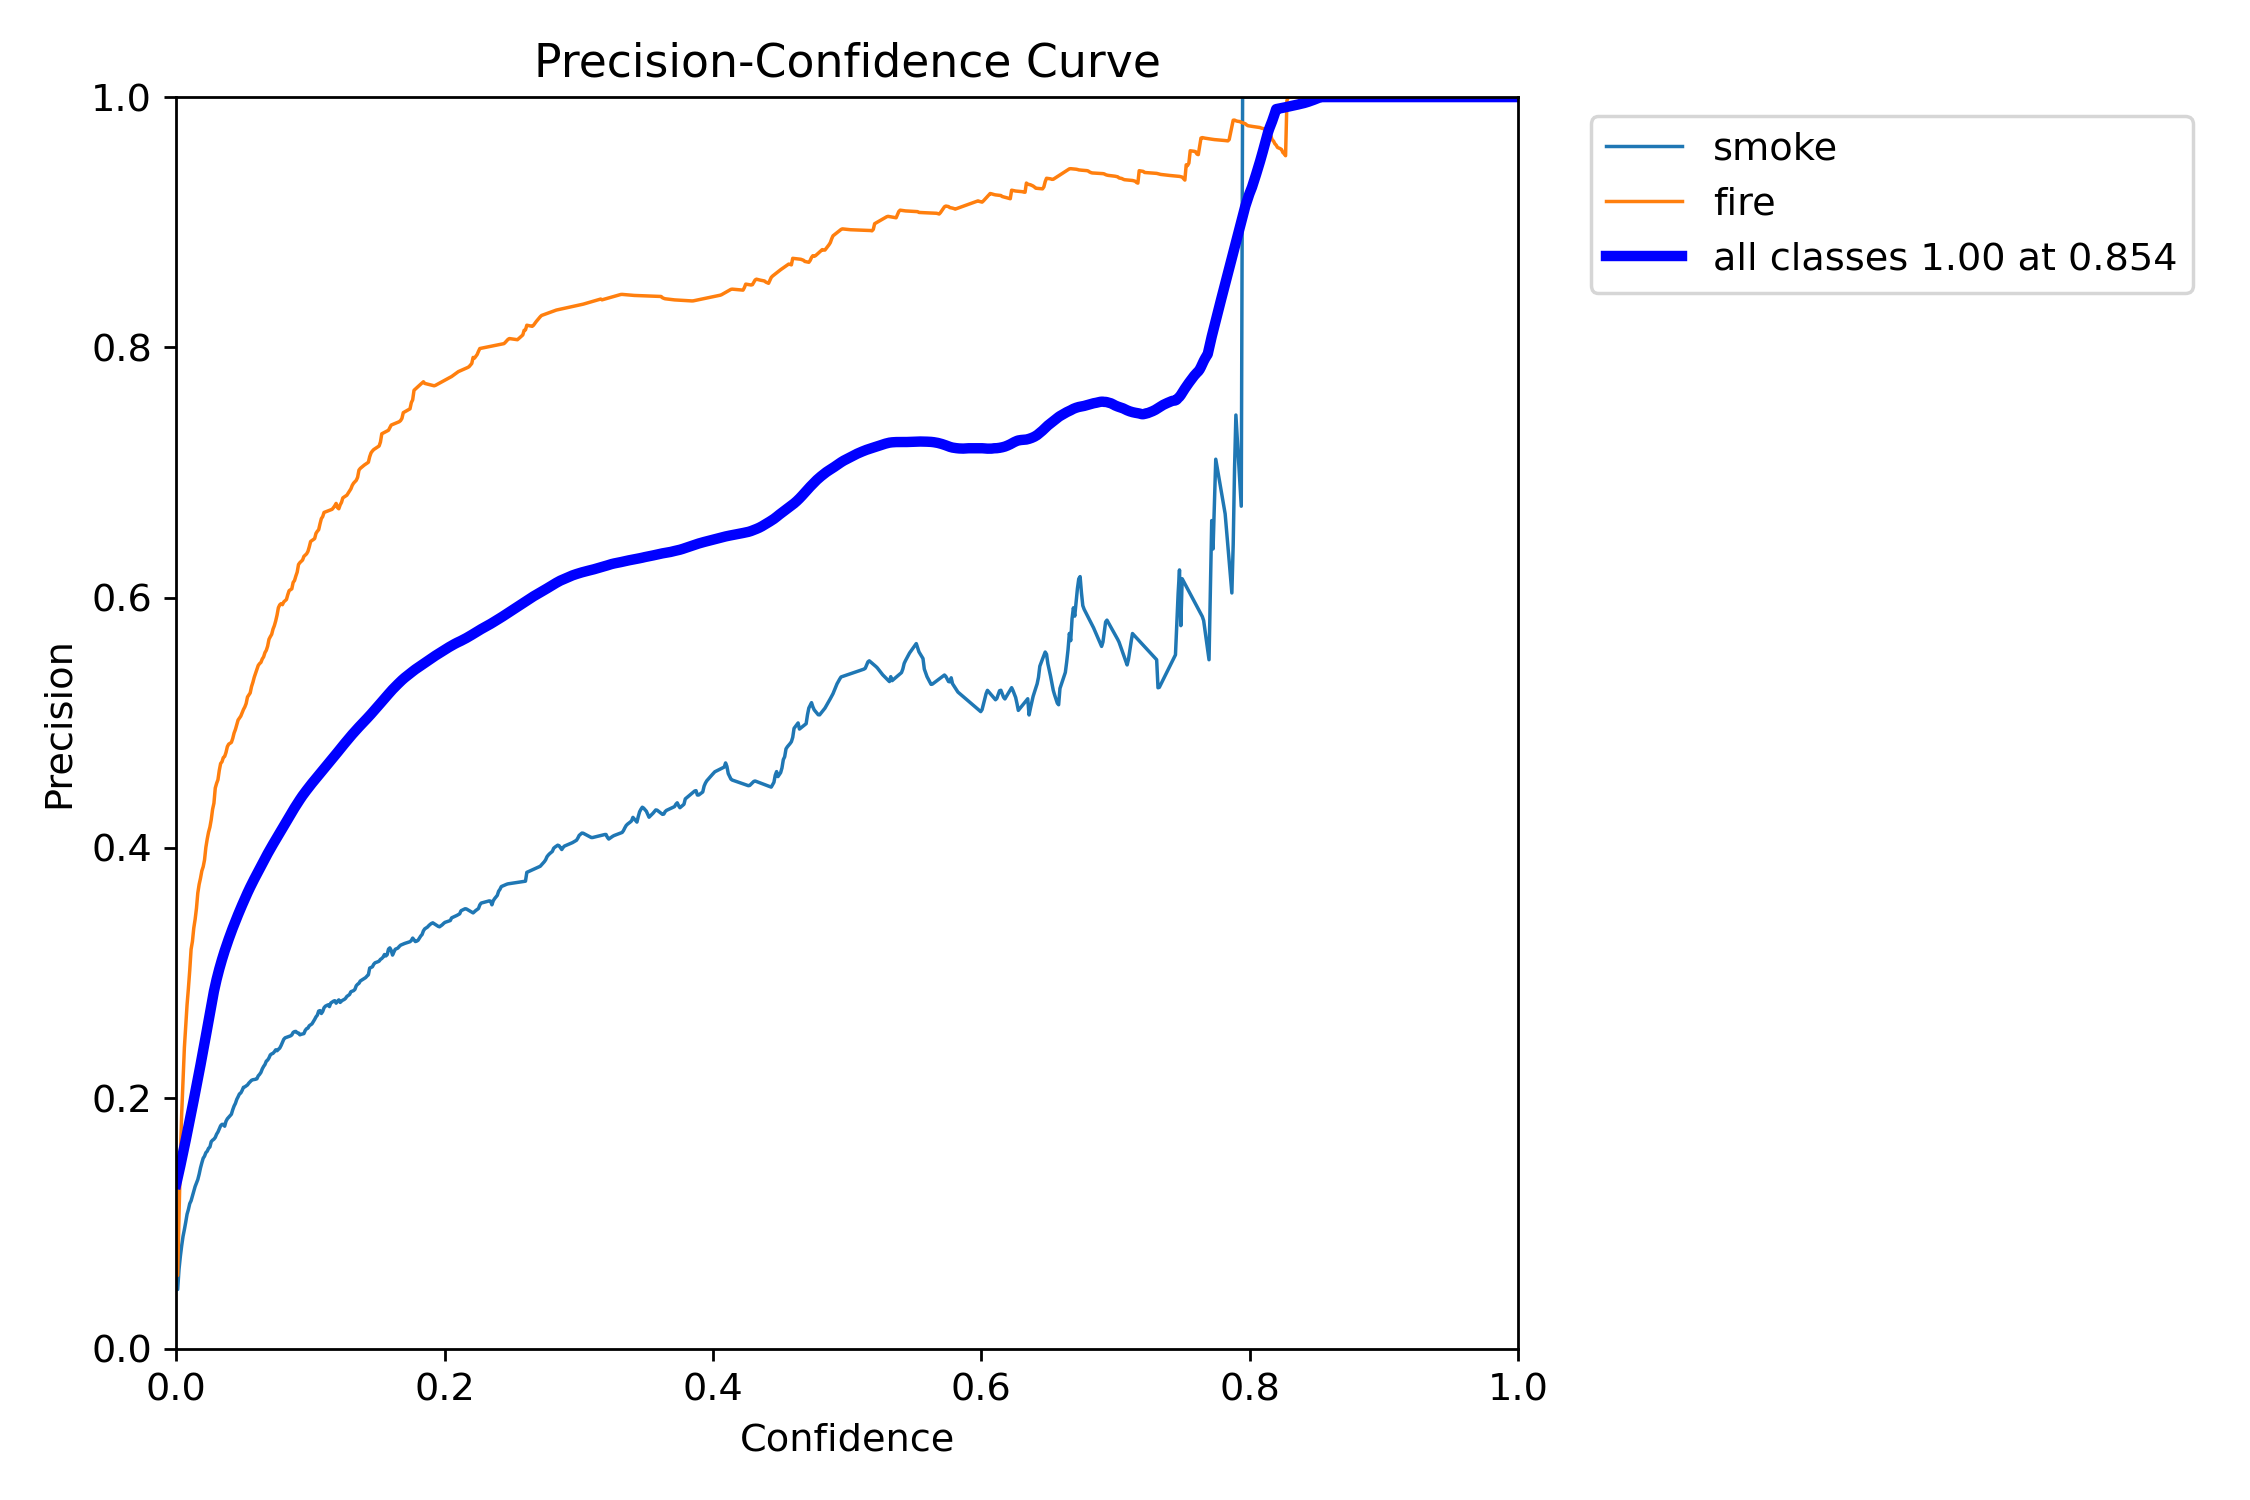 Precision-Confidence Curve
1.0
0.8
0.6
0.4
0.2
0.0
Precision
0.0 0.2 0.4 0.6 0.8 1.0
Confidence
smoke
fire
all classes 1.00 at 0.854